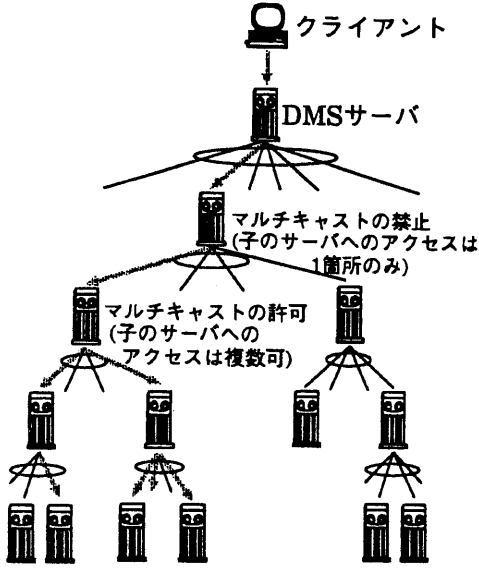 クライアント
DMSサーバ
マルチキャストの禁止
(子のサーバへのアクセスは
1箇所のみ)
マルチキャストの許可
(子のサーバへの
アクセスは複数可)